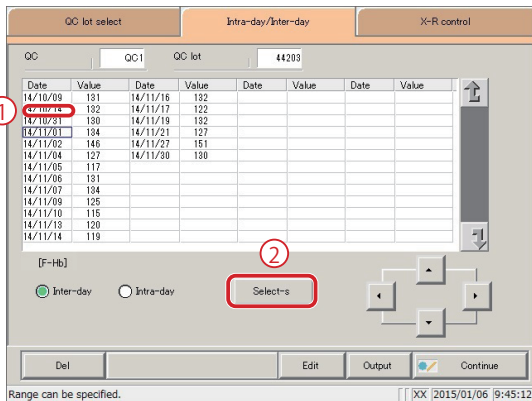 QC lot select Intra-day/Inter-day X-R control
QC QC1 QC lot 44203
Date Value Date Value Date Value Date Value
14/10/09 131 14/11/16 132
1 14/10/14 132 14/11/17 122
14/10/31 130 14/11/19 132
14/11/01 134 14/11/21 127
14/11/02 146 14/11/27 151
14/11/04 127 14/11/30 130
14/11/05 117
14/11/06 131
14/11/07 134
14/11/09 125
14/11/10 115
14/11/13 120
14/11/14 119
[F-Hb] 2
Inter-day Intra-day Select-s
Del Edit Output Continue
Range can be specified. XX 2015/01/06 9:45:12